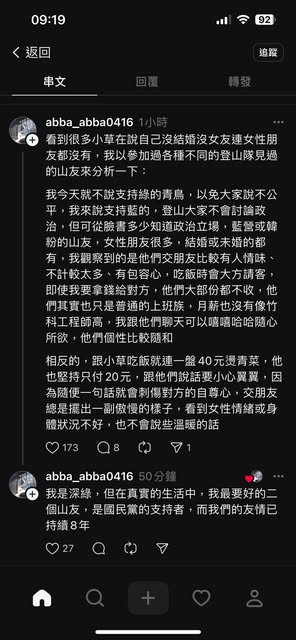 09:19
92
返回
追蹤
串文
回覆
轉發
abba_abba0416 1小時
看到很多小草在說自己沒結婚沒女友連女性朋
友都沒有，我以參加過各種不同的登山隊見過
的山友來分析一下：
我今天就不說支持綠的青鳥，以免大家說不公
平，我來說支持藍的，登山大家不會討論政
治，但可從臉書多少知道政治立場，藍營或韓
粉的山友，女性朋友很多，結婚或未婚的都
有，我觀察到的是他們交朋友比較有人情味、
不計較太多、有包容心，吃飯時會大方請客，
即使我要拿錢給對方，他們大部份都不收，他
們其實也只是普通的上班族，月薪也沒有像竹
科工程師高，我跟他們聊天可以嘻嘻哈哈隨心
所欲，他們個性比較隨和
相反的，跟小草吃飯就連一盤40元燙青菜，他
也堅持只付20元，跟他們說話要小心翼翼，因
為隨便一句話就會刺傷對方的自尊心，交朋友
總是擺出一副傲慢的樣子，看到女性情緒或身
體狀況不好，也不會說些溫暖的話
173 8 1
abba_abba0416 50分鐘
我是深綠，但在真實的生活中，我最要好的二
個山友，是國民黨的支持者，而我們的友情已
持續8年
27